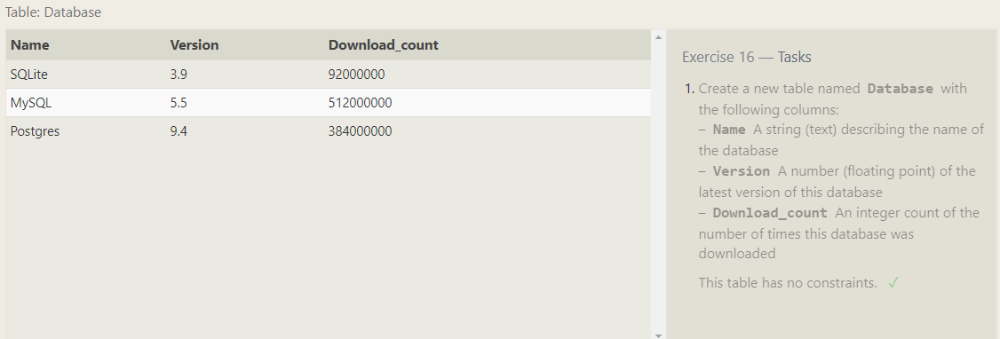 Table: Database
Name Version Download_count
SQLite 3.9 92000000
MySQL 5.5 512000000
Postgres 9.4 384000000
Exercise 16 — Tasks
1. Create a new table named Database with
the following columns:
– Name A string (text) describing the name of
the database
– Version A number (floating point) of the
latest version of this database
– Download_count An integer count of the
number of times this database was
downloaded
This table has no constraints. ✓